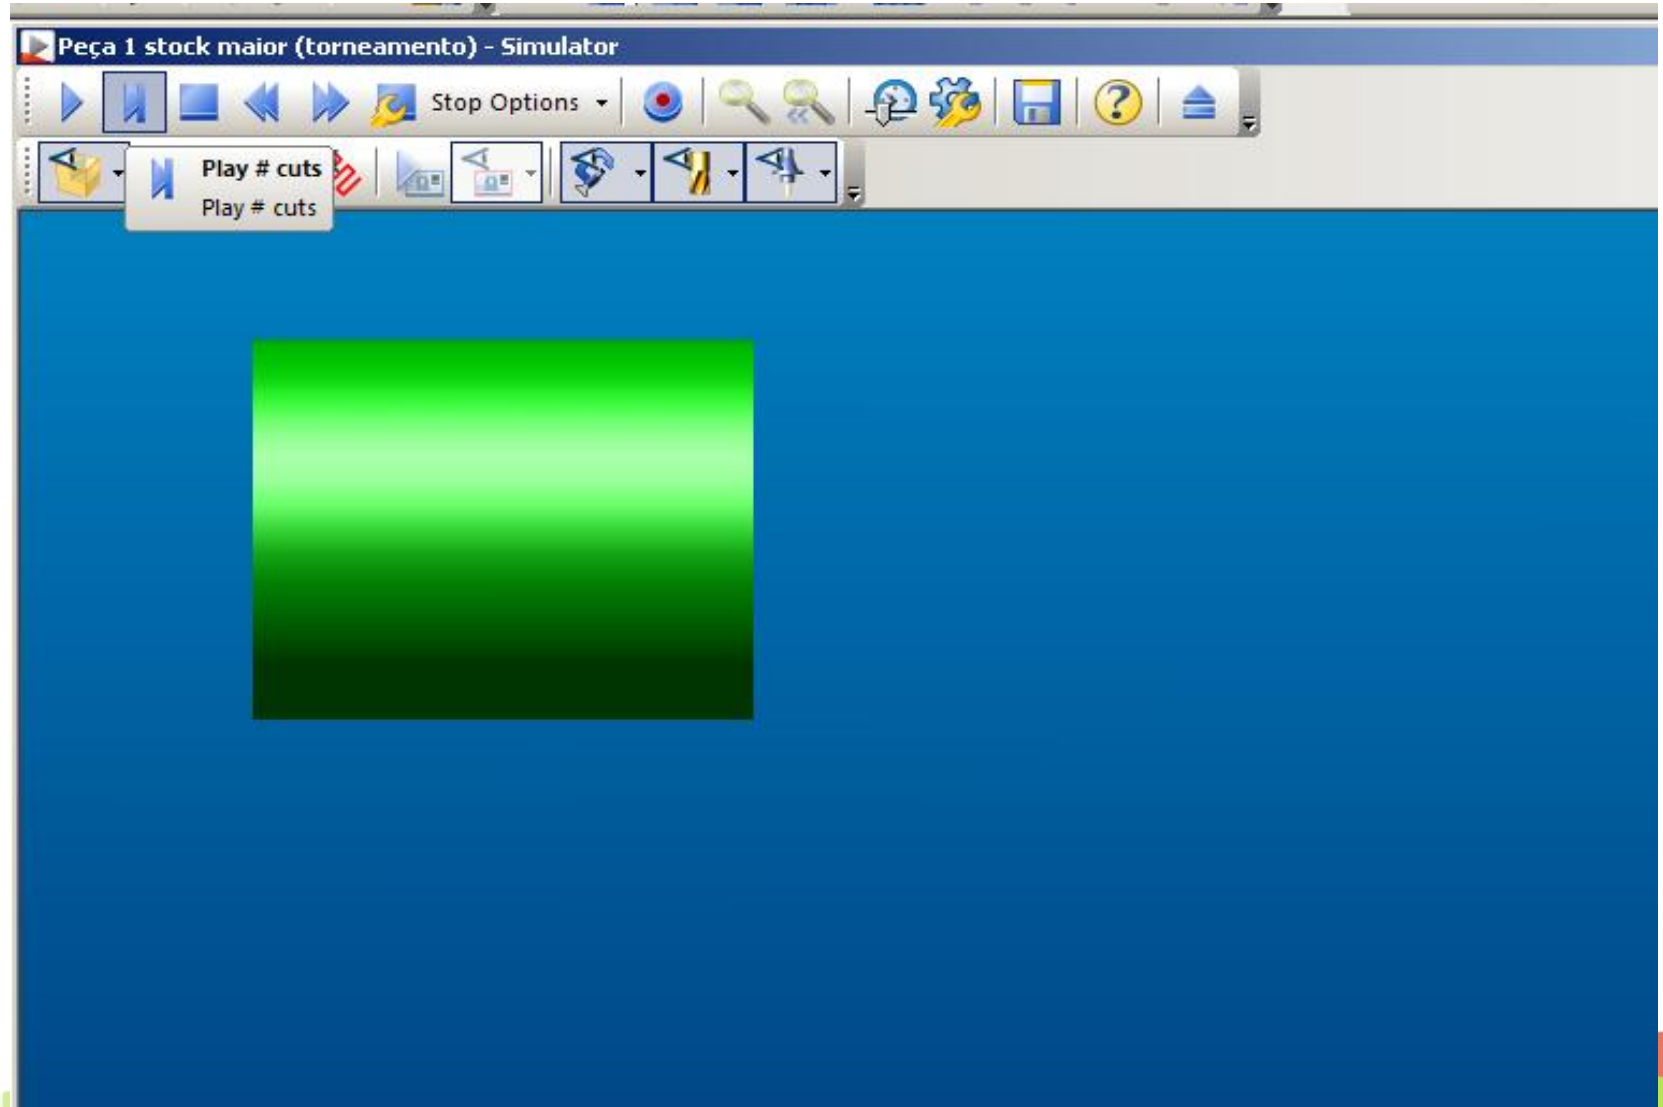 Peça 1 stock maior (torneamento) - Simulator
Stop Options
Play # cuts
Play # cuts